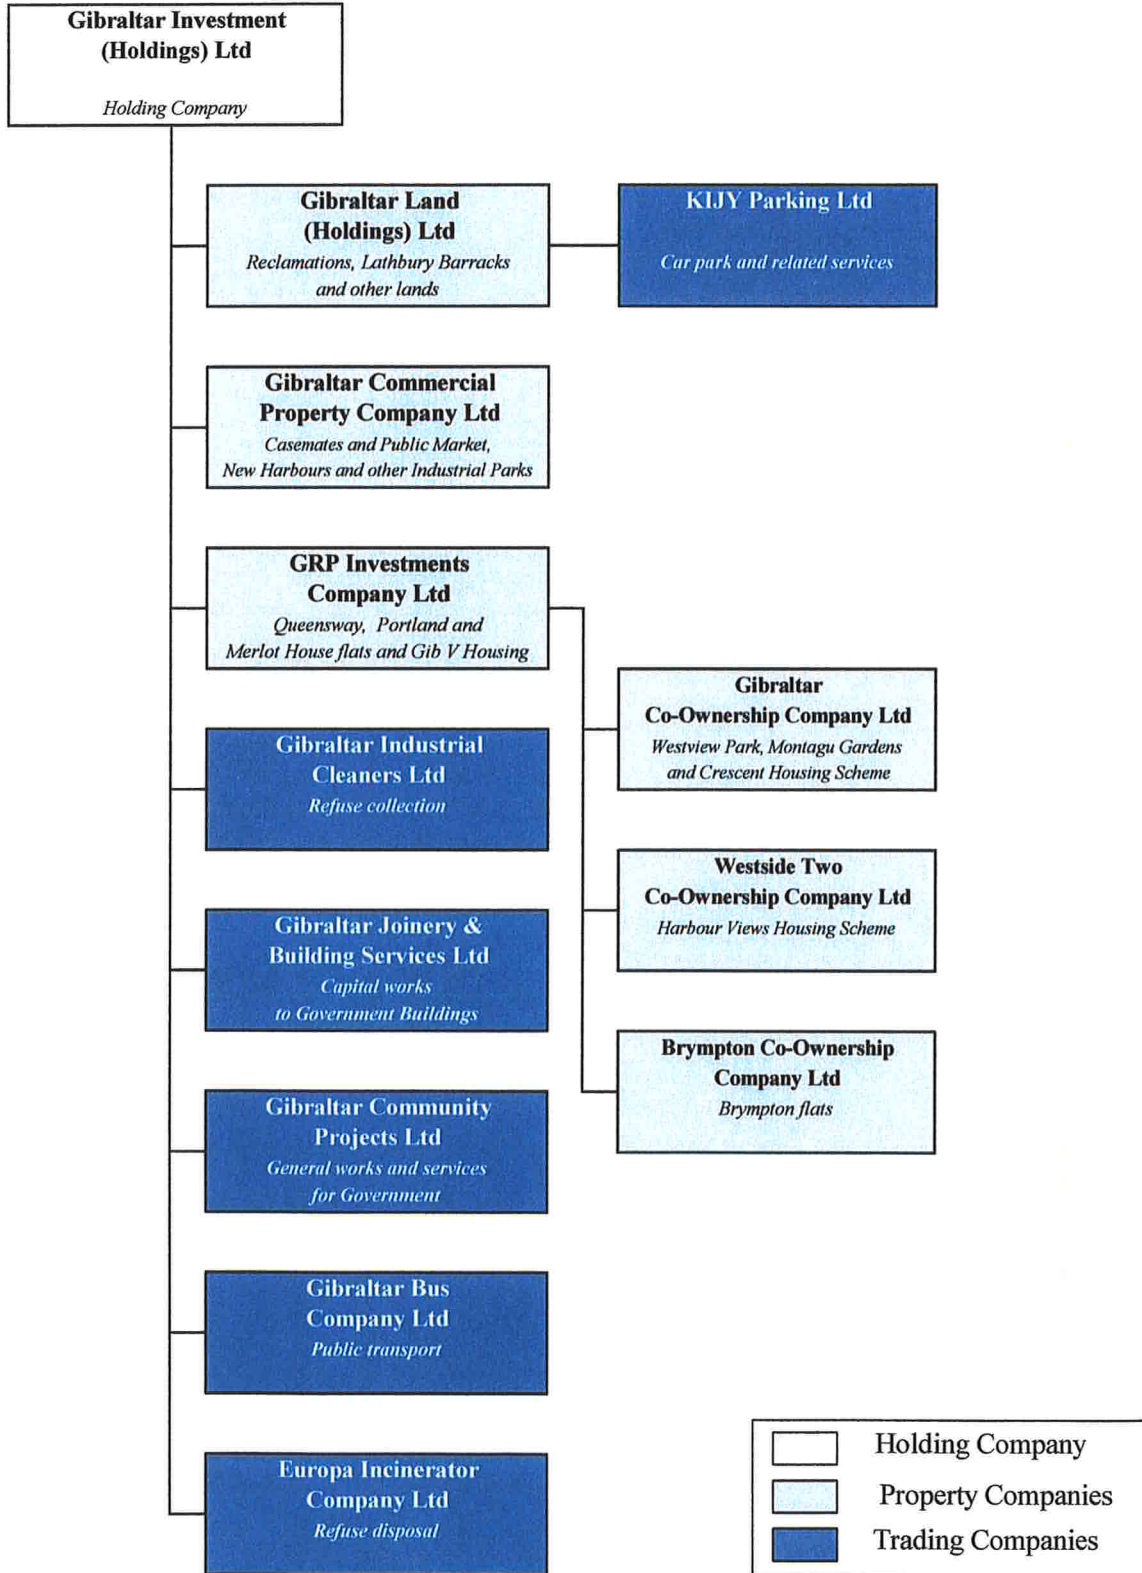 Gibraltar Investment
(Holdings) Ltd
Holding Company
Gibraltar Land
(Holdings) Ltd
Reclamations, Lathbury Barracks
and other lands
KIJY Parking Ltd
Car park and related services
Gibraltar Commercial
Property Company Ltd
Casemates and Public Market,
New Harbours and other Industrial Parks
GRP Investments
Company Ltd
Queensway, Portland and
Merlot House flats and Gib V Housing
Gibraltar
Co-Ownership Company Ltd
Westview Park, Montagu Gardens
and Crescent Housing Scheme
Gibraltar Industrial
Cleaners Ltd
Refuse collection
Westside Two
Co-Ownership Company Ltd
Harbour Views Housing Scheme
Gibraltar Joinery &
Building Services Ltd
Capital works
to Government Buildings
Brympton Co-Ownership
Company Ltd
Brympton flats
Gibraltar Community
Projects Ltd
General works and services
for Government
Gibraltar Bus
Company Ltd
Public transport
Europa Incinerator
Company Ltd
Refuse disposal
Holding Company
Property Companies
Trading Companies